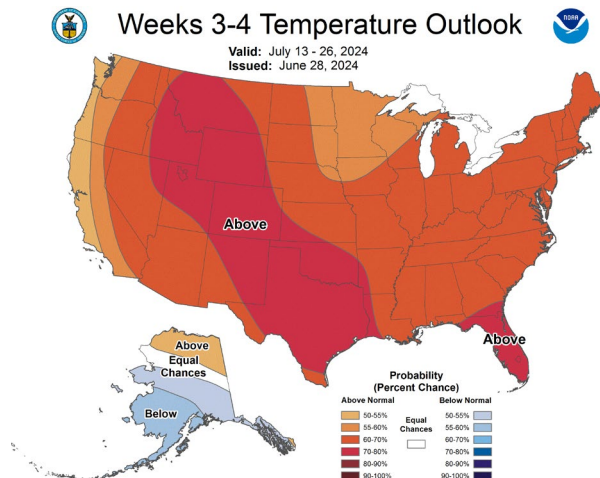 Weeks 3-4 Temperature Outlook
NOAA
Valid: July 13 - 26, 2024
Issued: June 28, 2024
Above
Above
Above
Equal
Chances
Below
Probability
(Percent Chance)
Above Normal
Below Normal
50-55%
55-60%
60-70%
70-80%
80-90%
90-100%
Equal
Chances
50-55%
55-60%
60-70%
70-80%
80-90%
90-100%